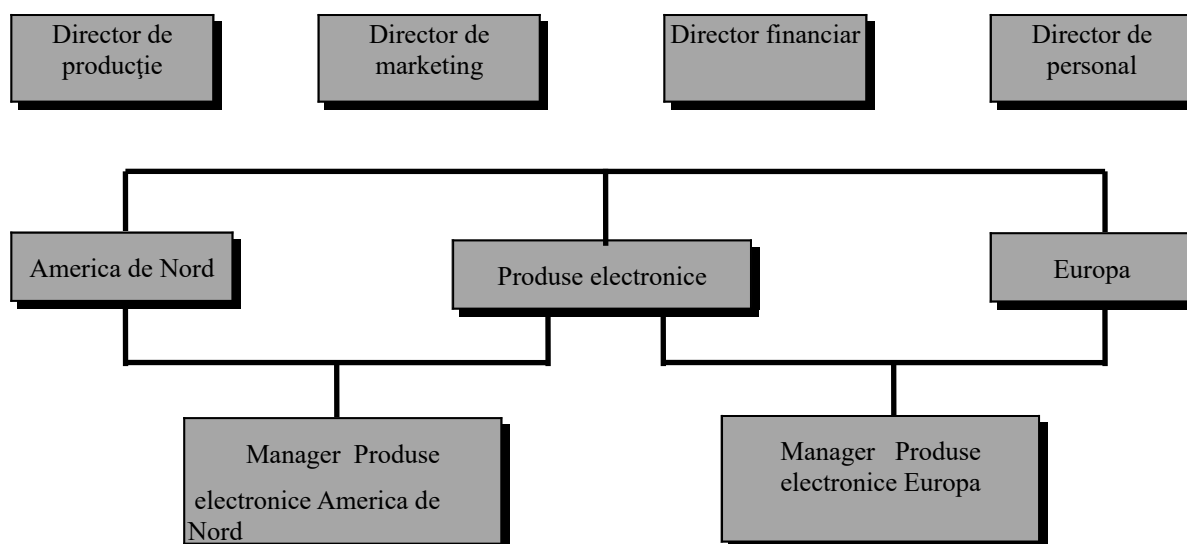 Director de
producţie
Director de
marketing
Director financiar
Director de
personal
America de Nord
Produse electronice
Europa
Manager Produse
electronice America de
Nord
Manager Produse
electronice Europa